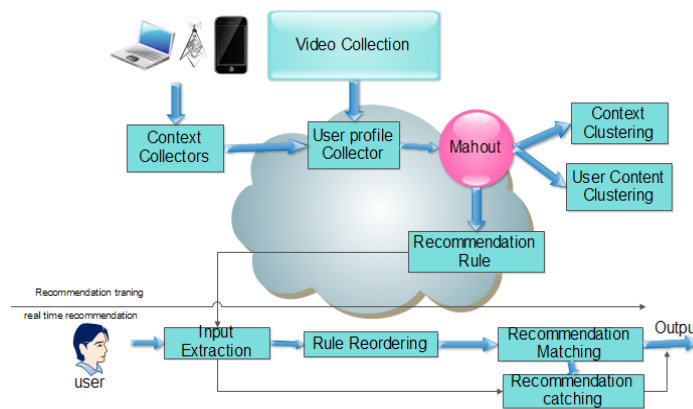 Video Collection
Context
Collectors
User profile
Collector
Mahout
Context
Clustering
User Content
Clustering
Recommendation
Rule
Recommendation traning
real time recommendation
user
Input
Extraction
Rule Reordering
Recommendation
Matching
Output
Recommendation
catching